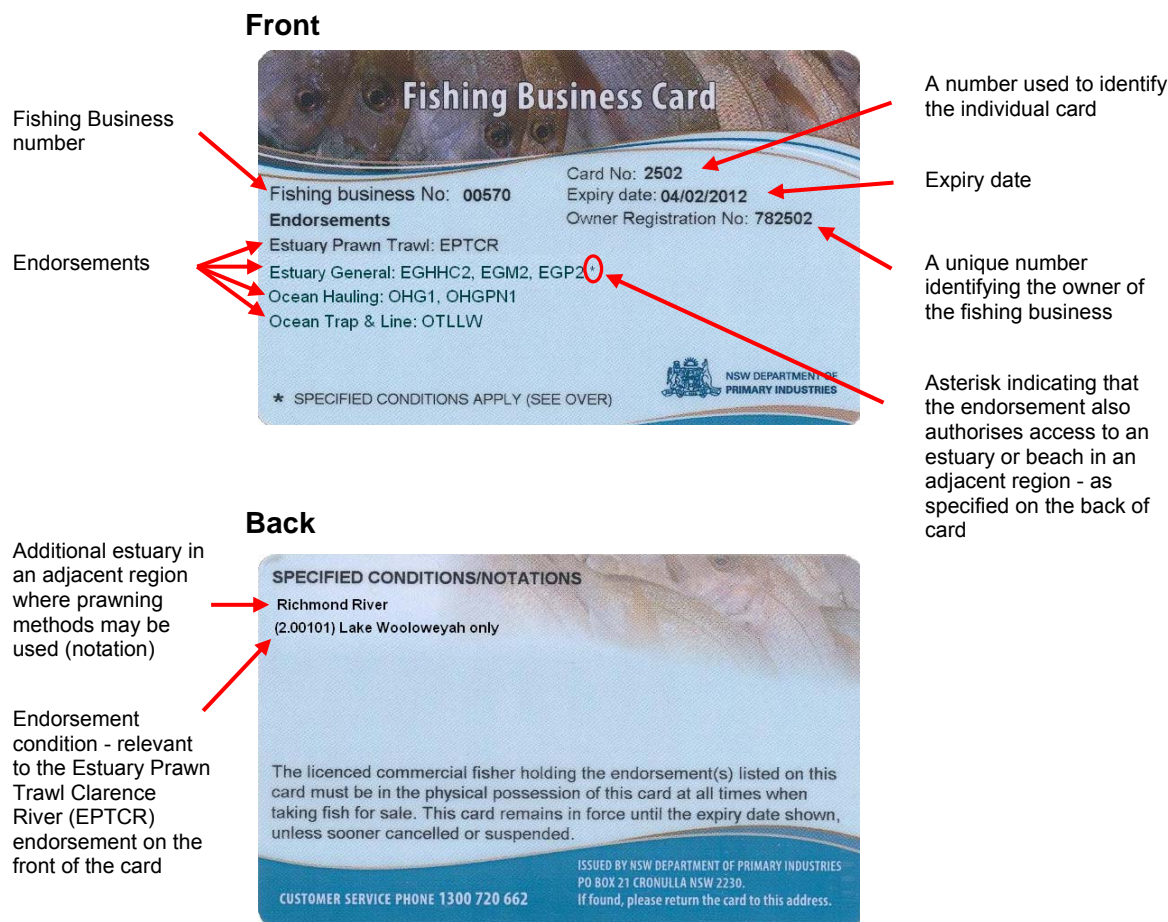 Front
Fishing Business Card
Fishing Business
number
A number used to identify
the individual card
Card No: 2502
Fishing business No: 00570
Expiry date: 04/02/2012
Expiry date
Endorsements
Owner Registration No: 782502
Estuary Prawn Trawl: EPTCR
Endorsements
Estuary General: EGHHC2, EGM2, EGP2 *
Ocean Hauling: OHG1, OHGPN1
Ocean Trap & Line: OTLLW
A unique number
identifying the owner of
the fishing business
NSW DEPARTMENT OF
PRIMARY INDUSTRIES
* SPECIFIED CONDITIONS APPLY (SEE OVER)
Asterisk indicating that
the endorsement also
authorises access to an
estuary or beach in an
adjacent region - as
specified on the back of
card
Back
Additional estuary in
an adjacent region
where prawning
methods may be
used (notation)
SPECIFIED CONDITIONS/NOTATIONS
Richmond River
(2.00101) Lake Wooloweyah only
Endorsement
condition - relevant
to the Estuary Prawn
Trawl Clarence
River (EPTCR)
endorsement on the
front of the card
The licenced commercial fisher holding the endorsement(s) listed on this
card must be in the physical possession of this card at all times when
taking fish for sale. This card remains in force until the expiry date shown,
unless sooner cancelled or suspended.
CUSTOMER SERVICE PHONE 1300 720 662
ISSUED BY NSW DEPARTMENT OF PRIMARY INDUSTRIES
PO BOX 21 CRONULLA NSW 2230.
If found, please return the card to this address.